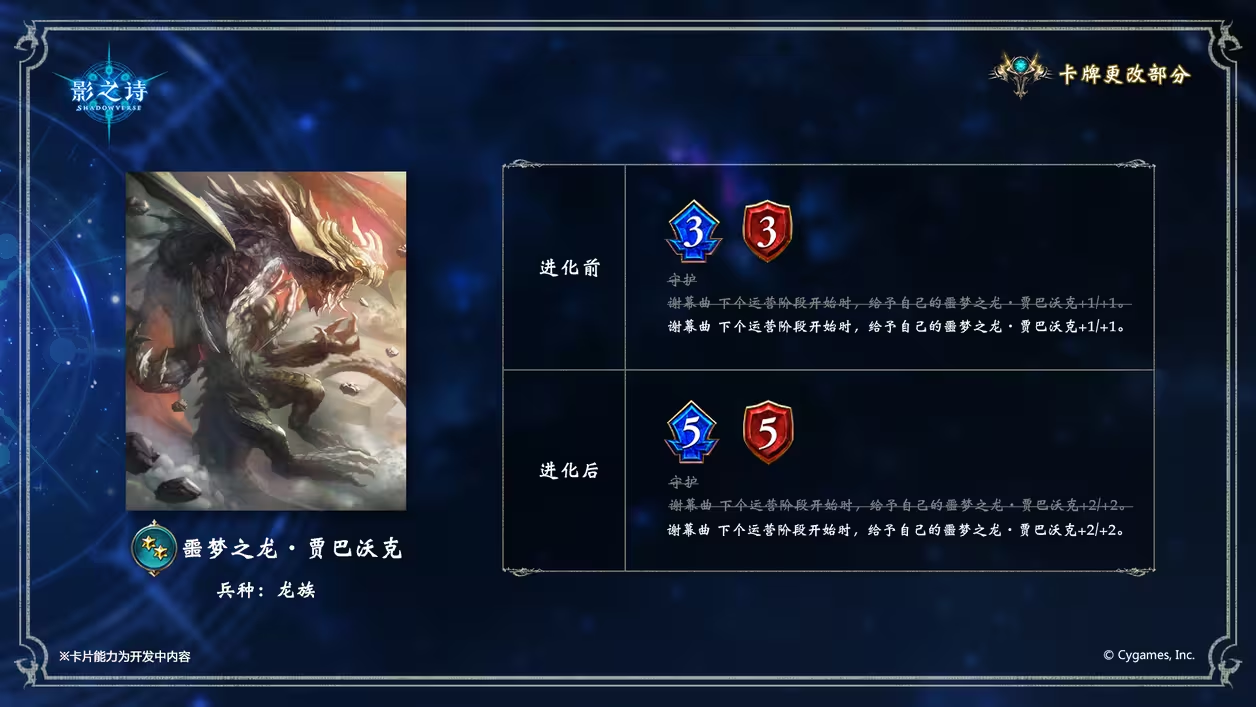 影之诗
SHADOWVERSE
卡牌更改部分
进化前
3 3
守护
谢幕曲 下个运营阶段开始时，给予自己的噩梦之龙·贾巴沃克+1/+1。
谢幕曲 下个运营阶段开始时，给予自己的噩梦之龙·贾巴沃克+1/+1。
进化后
5 5
守护
谢幕曲 下个运营阶段开始时，给予自己的噩梦之龙·贾巴沃克+2/+2。
谢幕曲 下个运营阶段开始时，给予自己的噩梦之龙·贾巴沃克+2/+2。
噩梦之龙·贾巴沃克
兵种：龙族
※卡片能力为开发中内容
© Cygames, Inc.